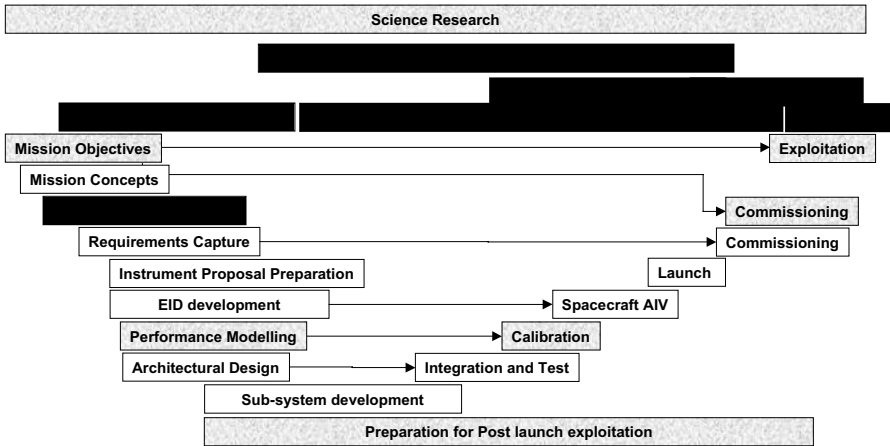 Science Research
Mission Objectives
Exploitation
Mission Concepts
Commissioning
Requirements Capture
Commissioning
Instrument Proposal Preparation
Launch
EID development
Spacecraft AIV
Performance Modelling
Calibration
Architectural Design
Integration and Test
Sub-system development
Preparation for Post launch exploitation